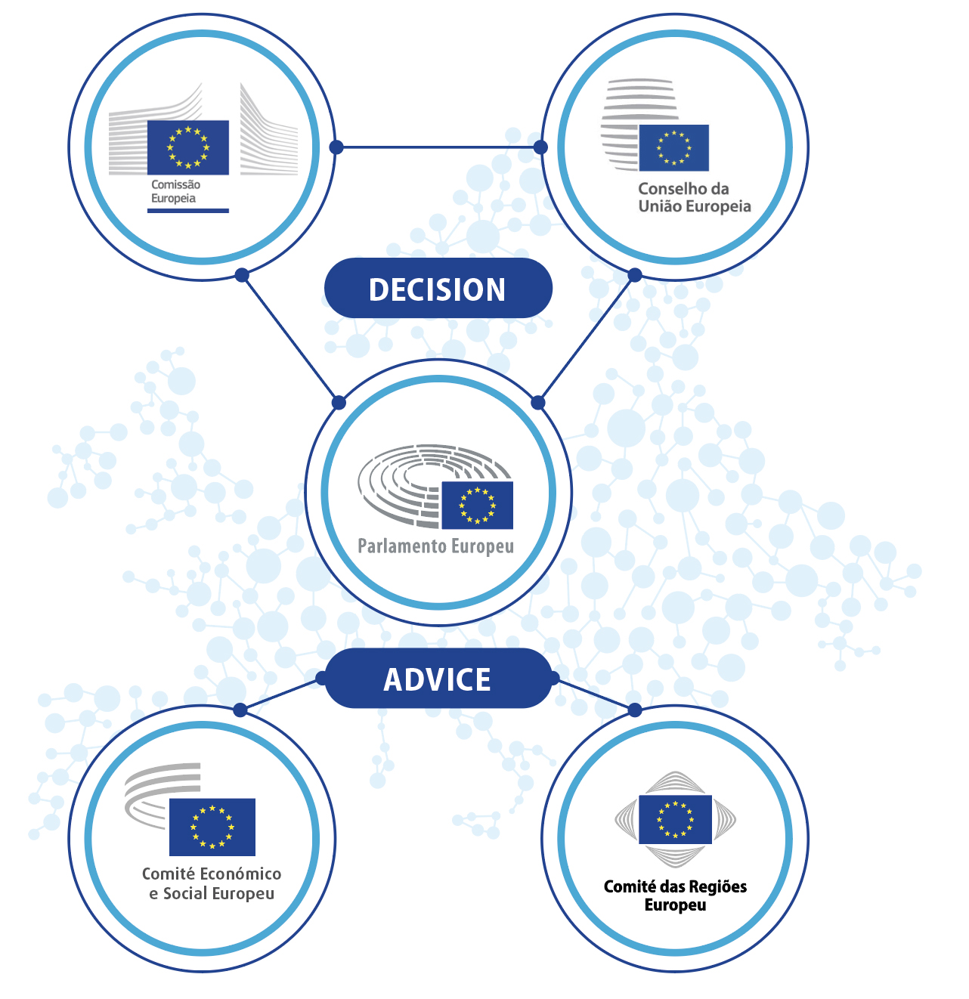 Comissão
Europeia
Conselho da
União Europeia
DECISION
Parlamento Europeu
ADVICE
Comité Económico
e Social Europeu
Comité das Regiões
Europeu